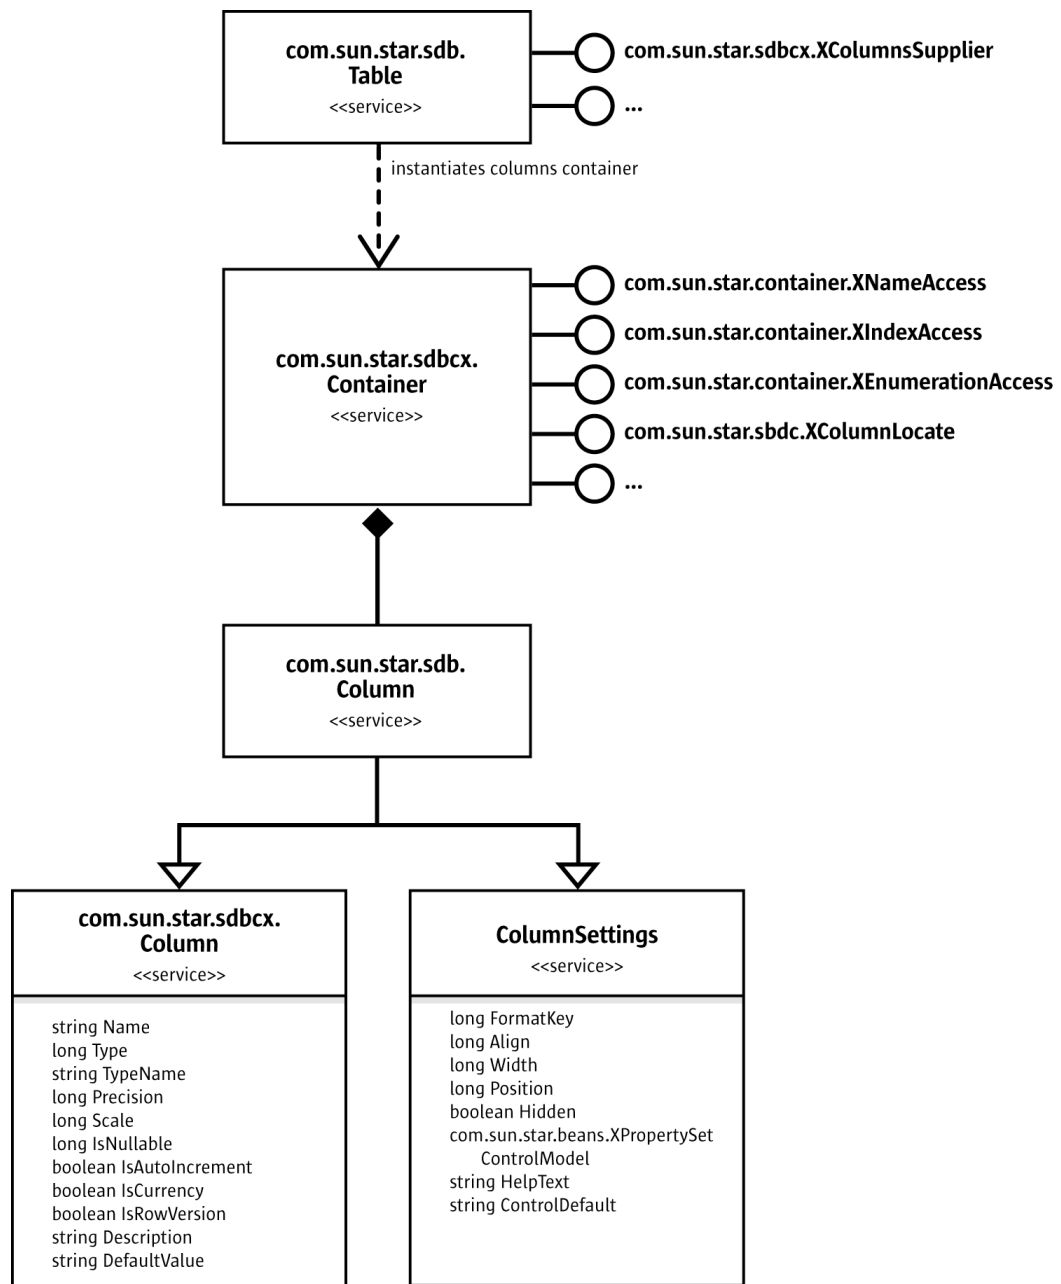 com.sun.star.sdb.
Table
<<service>>
com.sun.star.sdbcx.XColumnsSupplier
...
instantiates columns container
com.sun.star.sdbcx.
Container
<<service>>
com.sun.star.container.XNameAccess
com.sun.star.container.XIndexAccess
com.sun.star.container.XEnumerationAccess
com.sun.star.sbdc.XColumnLocate
...
com.sun.star.sdb.
Column
<<service>>
com.sun.star.sdbcx.
Column
<<service>>
string Name
long Type
string TypeName
long Precision
long Scale
long IsNullable
boolean IsAutoIncrement
boolean IsCurrency
boolean IsRowVersion
string Description
string DefaultValue
ColumnSettings
<<service>>
long FormatKey
long Align
long Width
long Position
boolean Hidden
com.sun.star.beans.XPropertySet
ControlModel
string HelpText
string ControlDefault